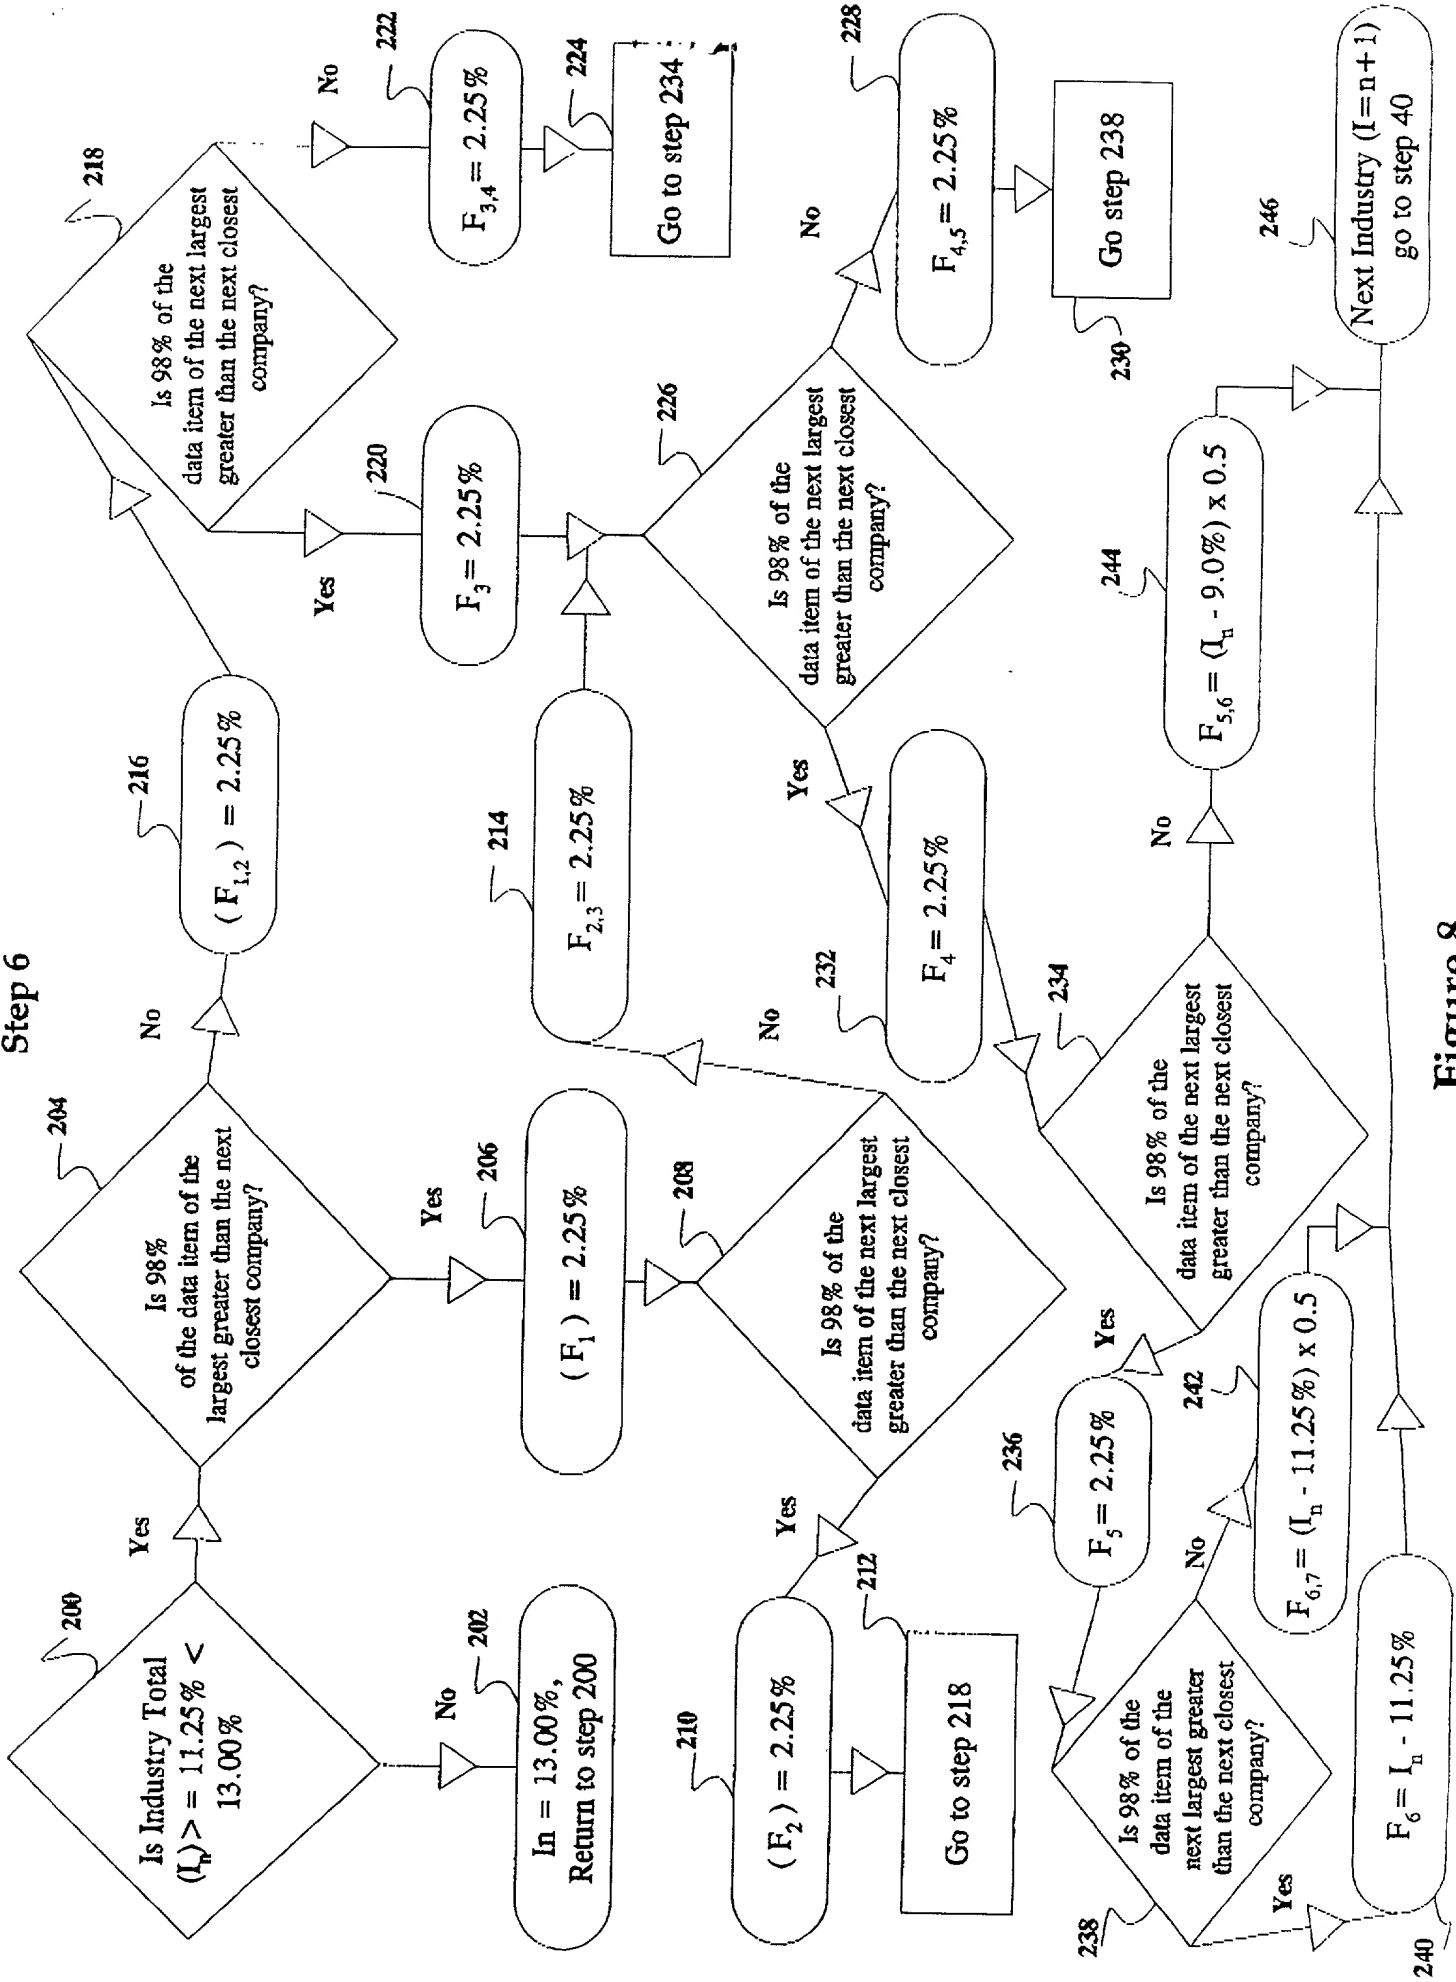 Step 6
200
Is Industry Total
(Iₙ)> = 11.25% <
13.00%
Yes
No
202
In = 13.00%,
Return to step 200
204
Is 98%
of the data item of the
largest greater than the next
closest company?
No
Yes
206
( F₁ ) = 2.25%
208
Is 98% of the
data item of the next largest
greater than the next closest
company?
Yes
No
210
( F₂ ) = 2.25%
212
Go to step 218
214
F₂,₃ = 2.25%
216
( F₁,₂ ) = 2.25%
218
Is 98% of the
data item of the next largest
greater than the next closest
company?
Yes
No
220
F₃ = 2.25%
222
F₃,₄ = 2.25%
224
Go to step 234
226
Is 98% of the
data item of the next largest
greater than the next closest
company?
Yes
No
228
F₄,₅ = 2.25%
230
Go step 238
232
F₄ = 2.25%
234
Is 98% of the
data item of the next largest
greater than the next closest
company?
Yes
No
236
F₅ = 2.25%
238
Is 98% of the
data item of the
next largest greater
than the next closest
company?
Yes
No
240
F₆ = Iₙ - 11.25%
242
F₆,₇ = (Iₙ - 11.25%) x 0.5
244
F₅,₆ = (Iₙ - 9.0%) x 0.5
246
Next Industry (I=n+1)
go to step 40
Figure 8